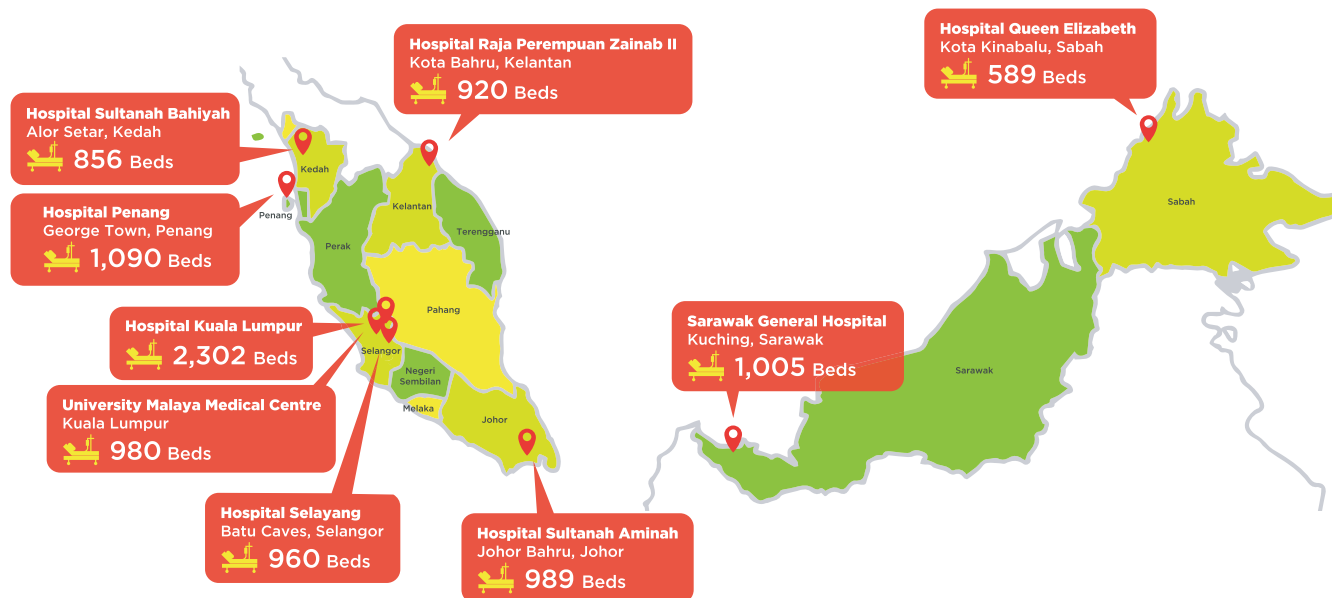 Hospital Raja Perempuan Zainab II
Kota Bahru, Kelantan
920 Beds
Hospital Queen Elizabeth
Kota Kinabalu, Sabah
589 Beds
Hospital Sultanah Bahiyah
Alor Setar, Kedah
856 Beds
Hospital Penang
George Town, Penang
1,090 Beds
Hospital Kuala Lumpur
2,302 Beds
University Malaya Medical Centre
Kuala Lumpur
980 Beds
Hospital Selayang
Batu Caves, Selangor
960 Beds
Hospital Sultanah Aminah
Johor Bahru, Johor
989 Beds
Sarawak General Hospital
Kuching, Sarawak
1,005 Beds
Kedah
Penang
Perak
Kelantan
Terengganu
Pahang
Selangor
Negeri
Sembilan
Melaka
Johor
Sarawak
Sabah